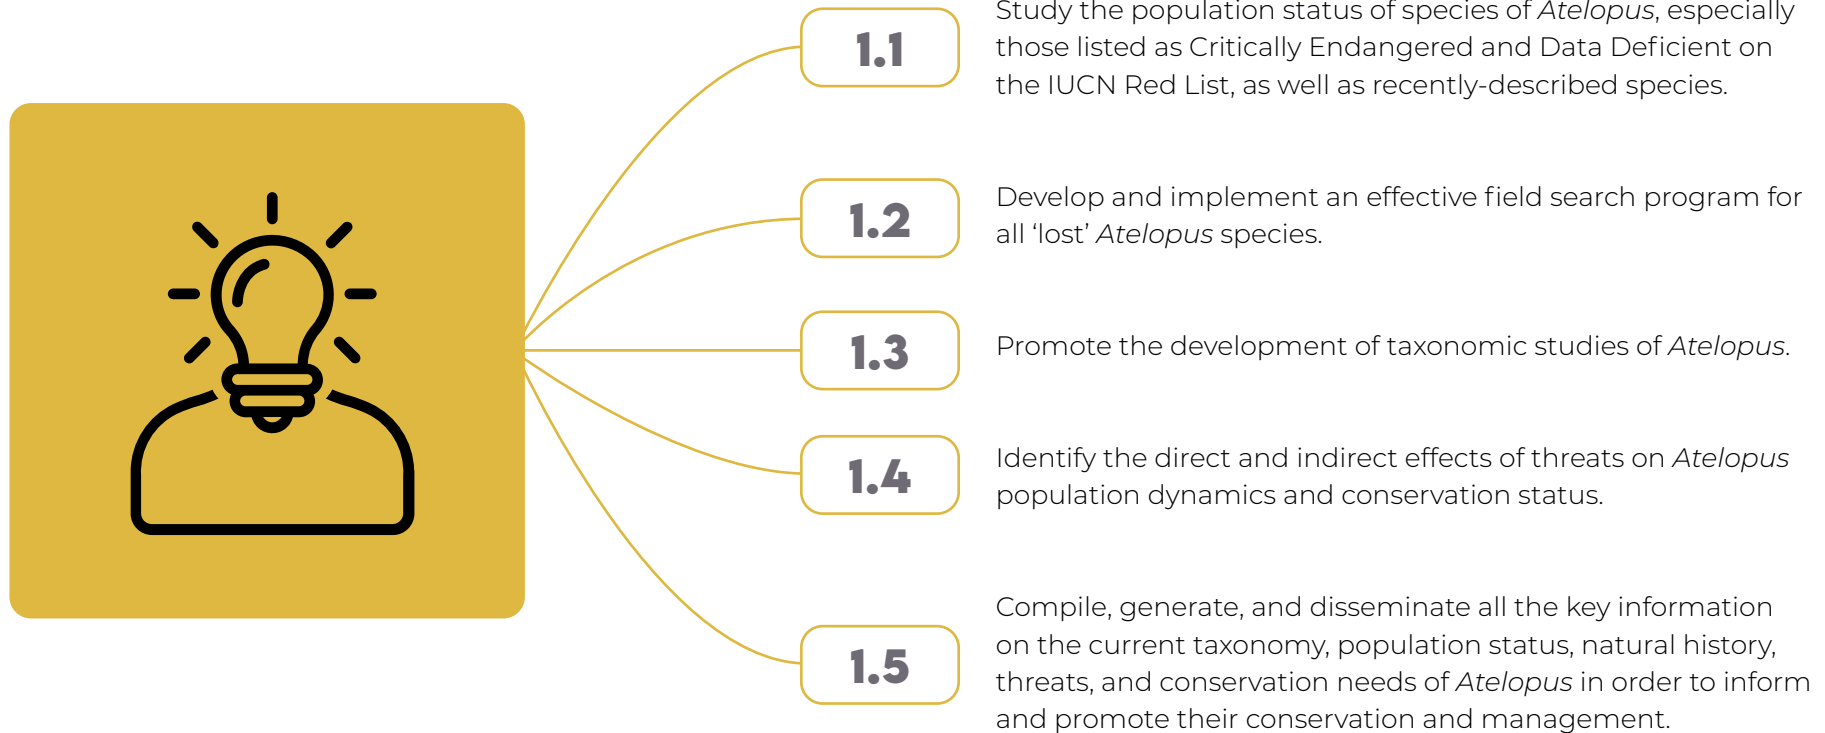 1.1
Study the population status of species of Atelopus, especially
those listed as Critically Endangered and Data Deficient on
the IUCN Red List, as well as recently-described species.
1.2
Develop and implement an effective field search program for
all ‘lost’ Atelopus species.
1.3
Promote the development of taxonomic studies of Atelopus.
1.4
Identify the direct and indirect effects of threats on Atelopus
population dynamics and conservation status.
1.5
Compile, generate, and disseminate all the key information
on the current taxonomy, population status, natural history,
threats, and conservation needs of Atelopus in order to inform
and promote their conservation and management.